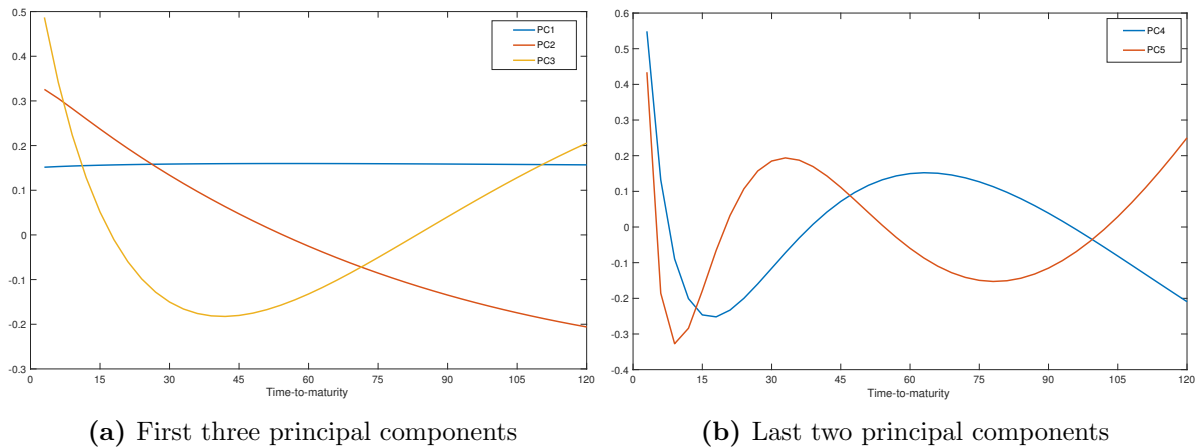 0.5
0.4
0.3
0.2
0.1
0
-0.1
-0.2
-0.3
0 15 30 45 60 75 90 105 120
Time-to-maturity
PC1
PC2
PC3
(a) First three principal components
0.6
0.5
0.4
0.3
0.2
0.1
0
-0.1
-0.2
-0.3
-0.4
0 15 30 45 60 75 90 105 120
Time-to-maturity
PC4
PC5
(b) Last two principal components